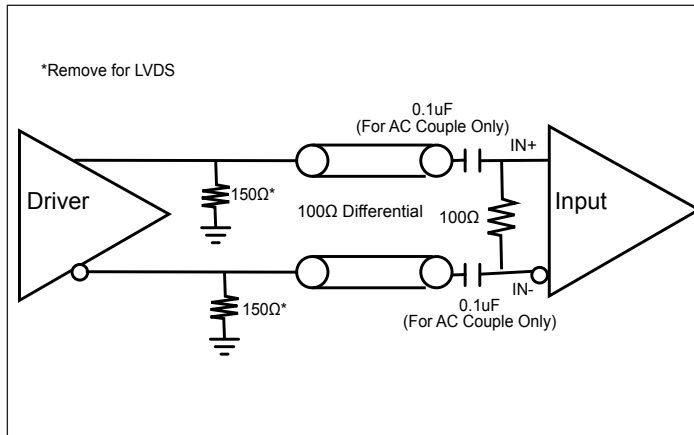 *Remove for LVDS
0.1uF
(For AC Couple Only)
IN+
Driver
150Ω*
100Ω Differential
100Ω
Input
150Ω*
IN-
0.1uF
(For AC Couple Only)